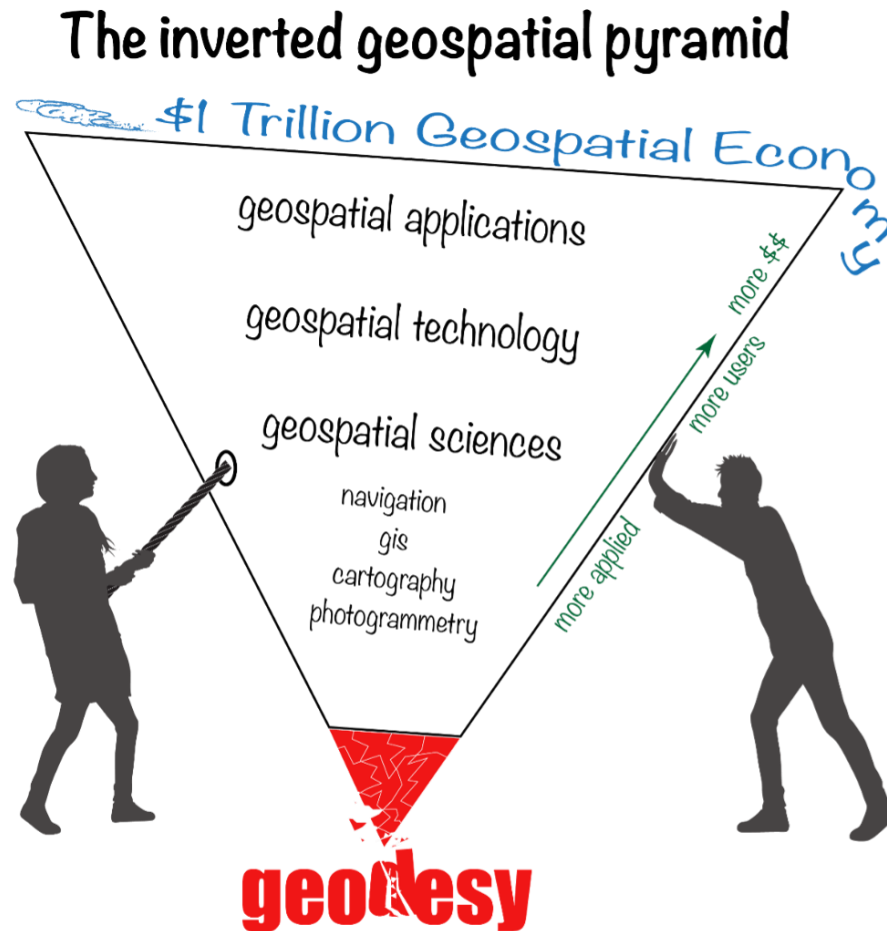 The inverted geospatial pyramid
$1 Trillion Geospatial Economy
geospatial applications
more $$
geospatial technology
more users
geospatial sciences
navigation
gis
cartography
more applied
photogrammetry
geodesy